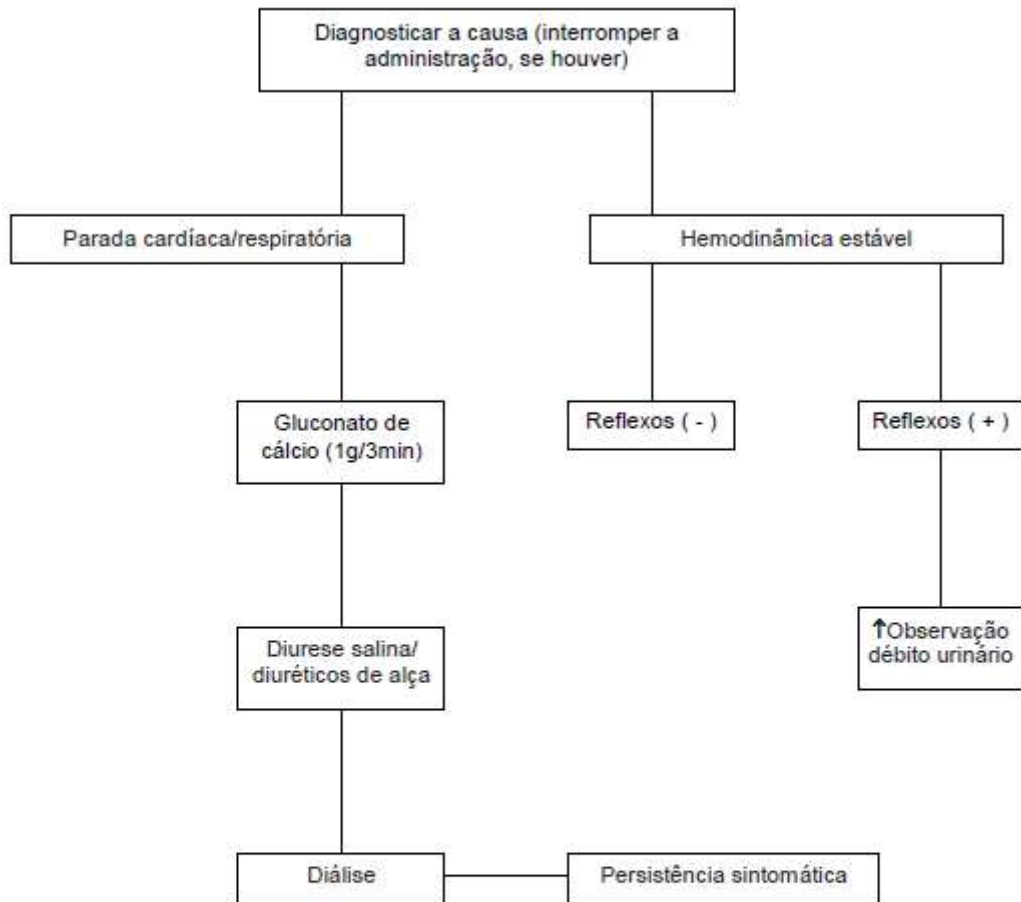 Diagnosticar a causa (interromper a
administração, se houver)
Parada cardíaca/respiratória
Hemodinâmica estável
Gluconato de
cálcio (1g/3min)
Reflexos ( - )
Reflexos ( + )
Diurese salina/
diuréticos de alça
↑Observação
débito urinário
Diálise
Persistência sintomática